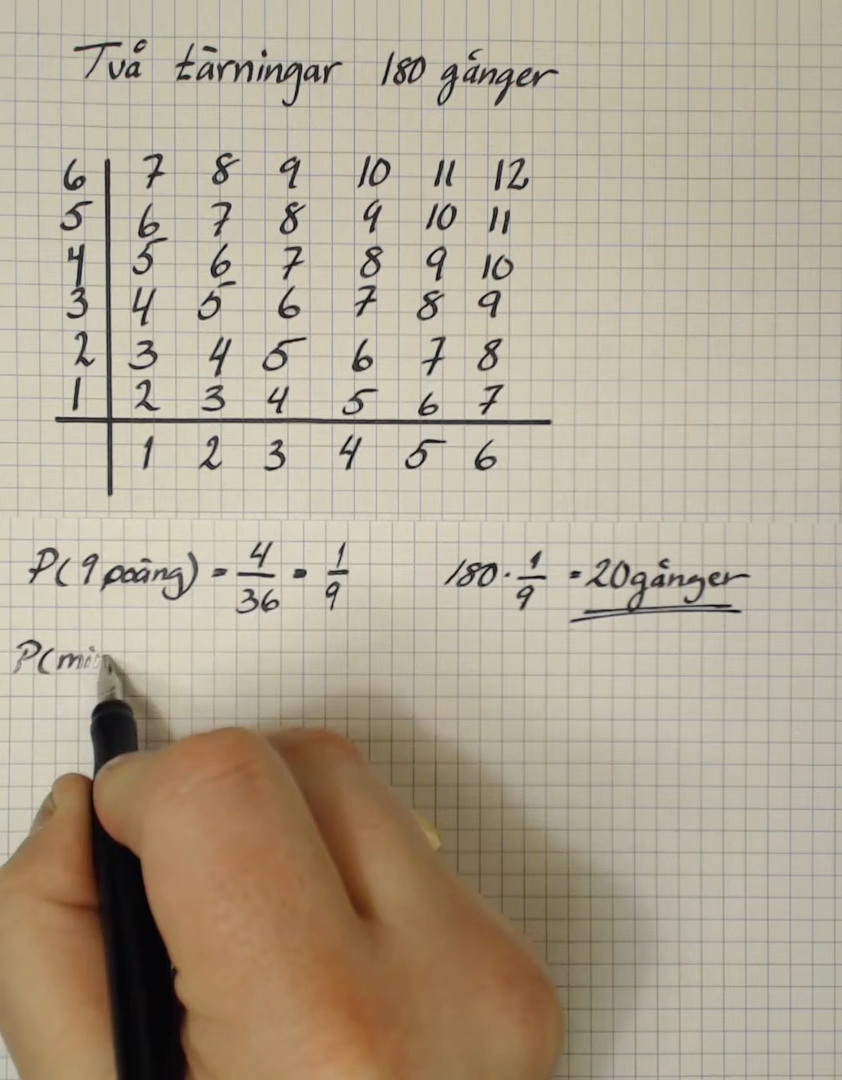 Två tärningar 180 gånger
6 7 8 9 10 11 12
5 6 7 8 9 10 11
4 5 6 7 8 9 10
3 4 5 6 7 8 9
2 3 4 5 6 7 8
1 2 3 4 5 6 7
1 2 3 4 5 6
P(9 poäng) = 4/36 = 1/9 180 · 1/9 = 20 gånger
P(mi